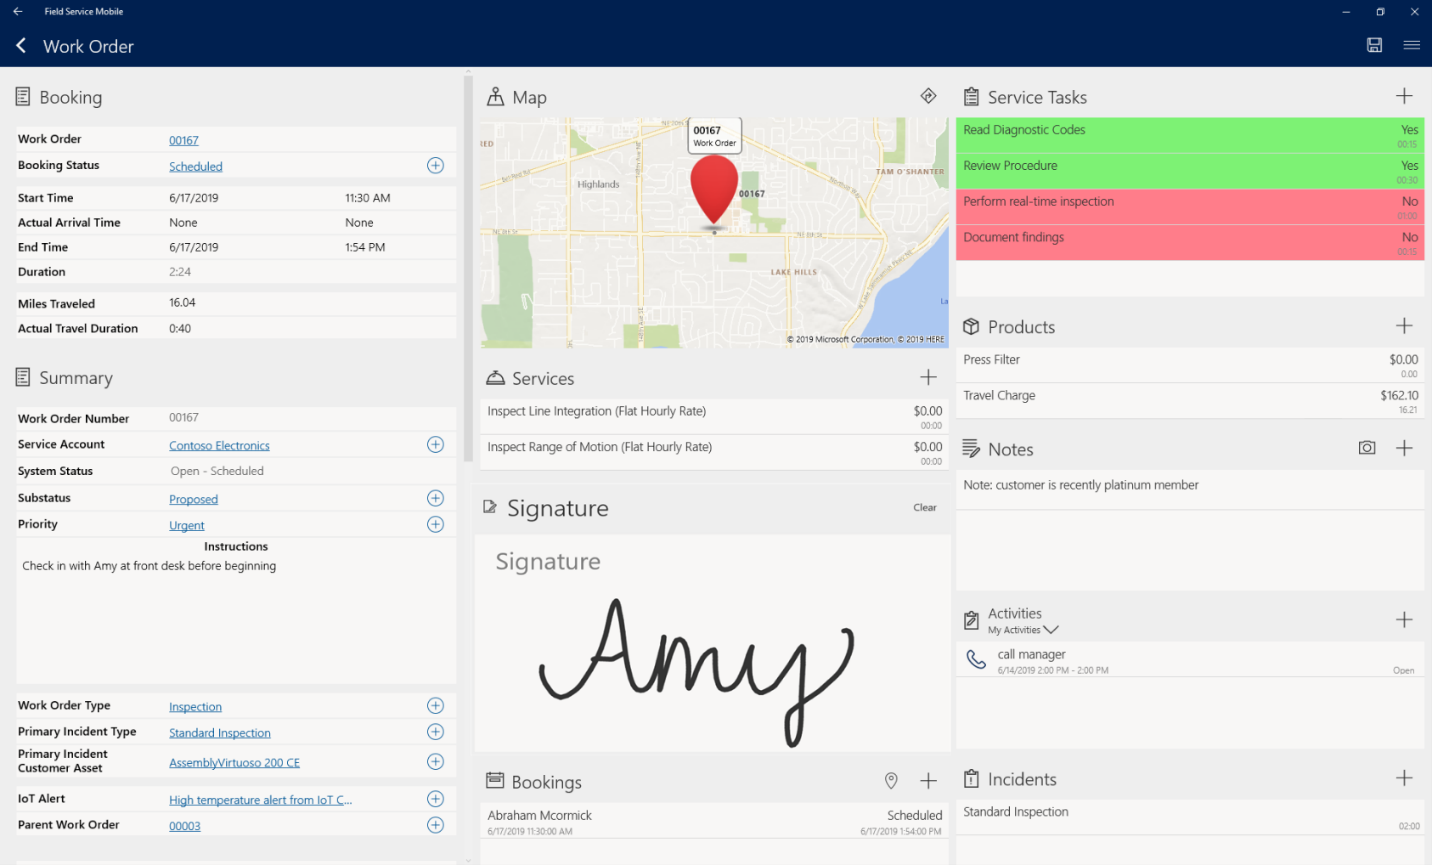 Field Service Mobile
Work Order
Booking
Work Order 00167
Booking Status Scheduled
Start Time 6/17/2019 11:30 AM
Actual Arrival Time None None
End Time 6/17/2019 1:54 PM
Duration 2:24
Miles Traveled 16.04
Actual Travel Duration 0:40
Summary
Work Order Number 00167
Service Account Contoso Electronics
System Status Open - Scheduled
Substatus Proposed
Priority Urgent
Instructions
Check in with Amy at front desk before beginning
Work Order Type Inspection
Primary Incident Type Standard Inspection
Primary Incident
Customer Asset AssemblyVirtuoso 200 CE
IoT Alert High temperature alert from IoT C...
Parent Work Order 00003
Map
00167
Work Order
Highlands
00167
TAM O'SHANTER
LAKE HILLS
© 2019 Microsoft Corporation, © 2019 HERE
Services
Inspect Line Integration (Flat Hourly Rate) $0.00
00:00
Inspect Range of Motion (Flat Hourly Rate) $0.00
00:00
Signature Clear
Signature
Amy
Bookings
Abraham Mcormick Scheduled
6/17/2019 11:30:00 AM 6/17/2019 1:54:00 PM
Service Tasks
Read Diagnostic Codes Yes
00:15
Review Procedure Yes
00:30
Perform real-time inspection No
01:00
Document findings No
00:15
Products
Press Filter $0.00
0.00
Travel Charge $162.10
16.21
Notes
Note: customer is recently platinum member
Activities
My Activities
call manager
6/14/2019 2:00 PM - 2:00 PM Open
Incidents
Standard Inspection
02:00